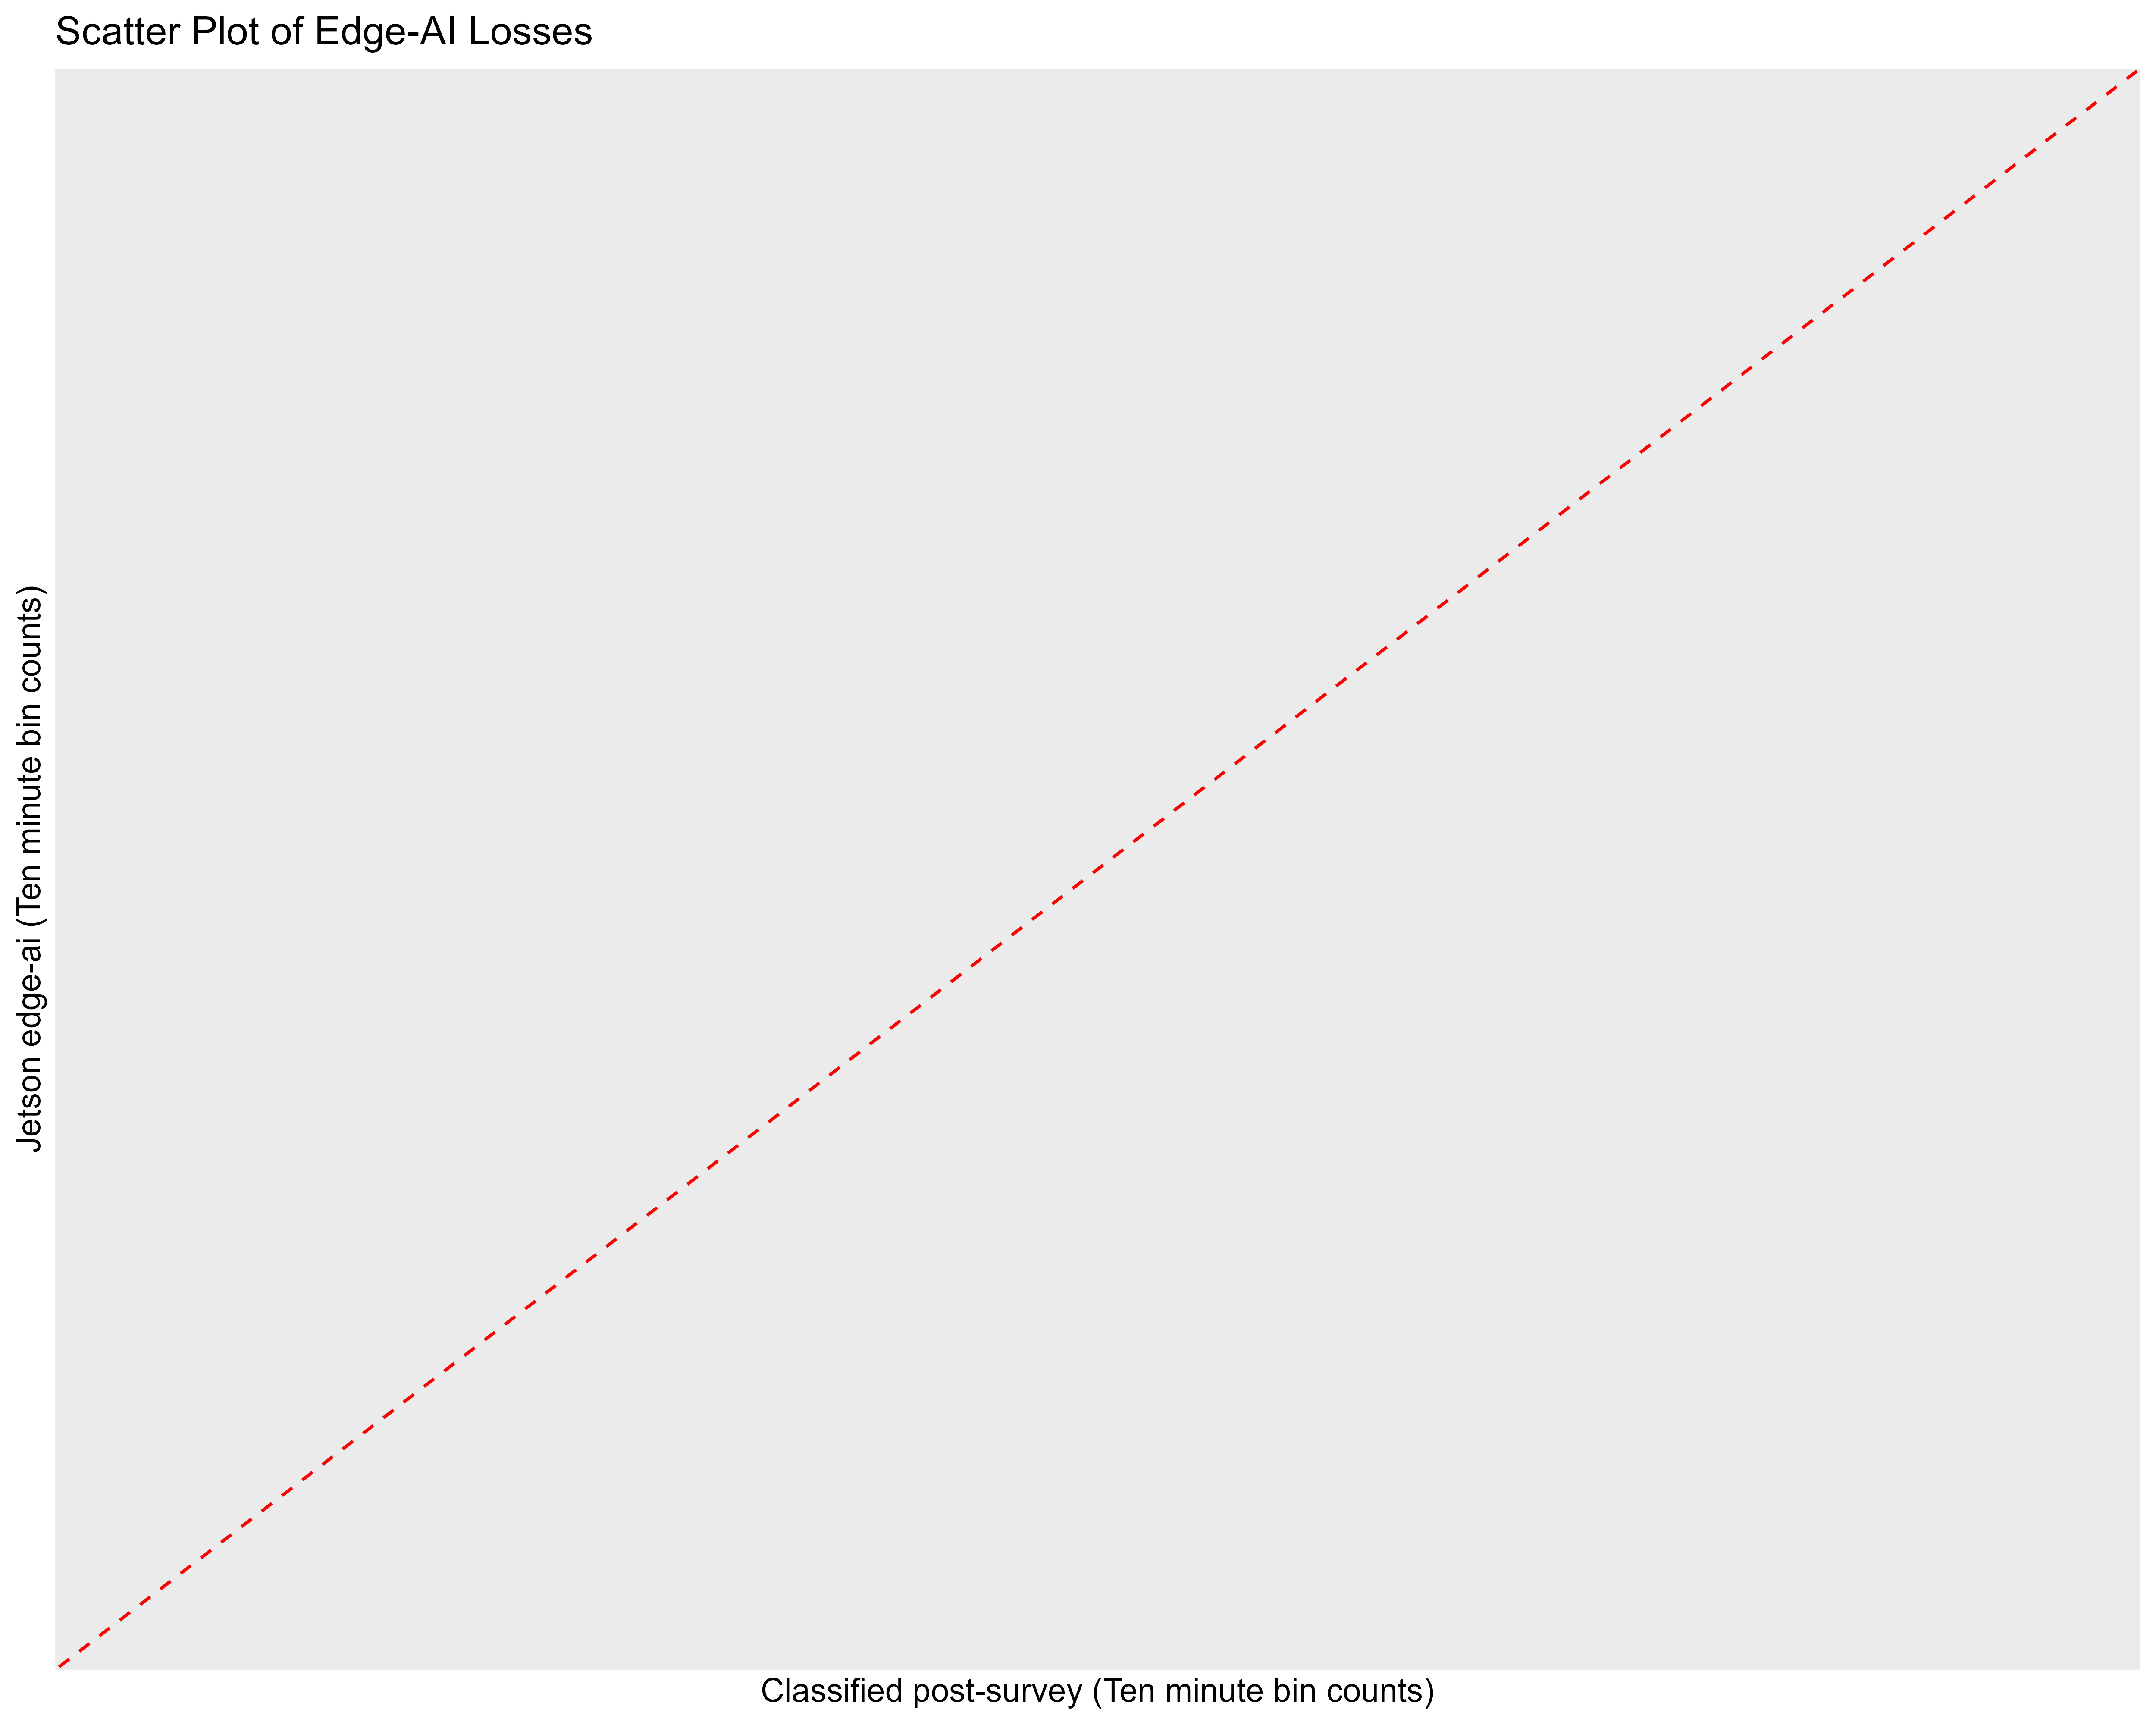 Scatter Plot of Edge-AI Losses
Jetson edge-ai (Ten minute bin counts)
Classified post-survey (Ten minute bin counts)